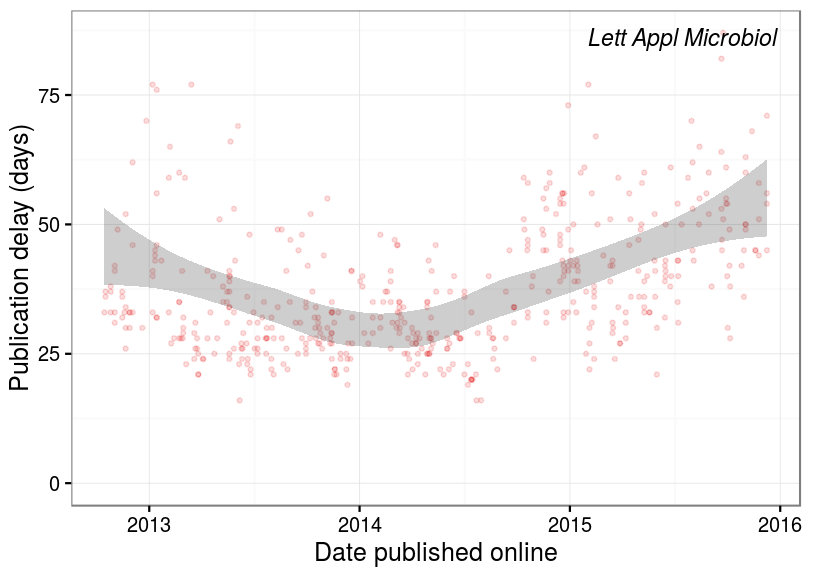 Lett Appl Microbiol
Publication delay (days)
75
50
25
0
2013 2014 2015 2016
Date published online